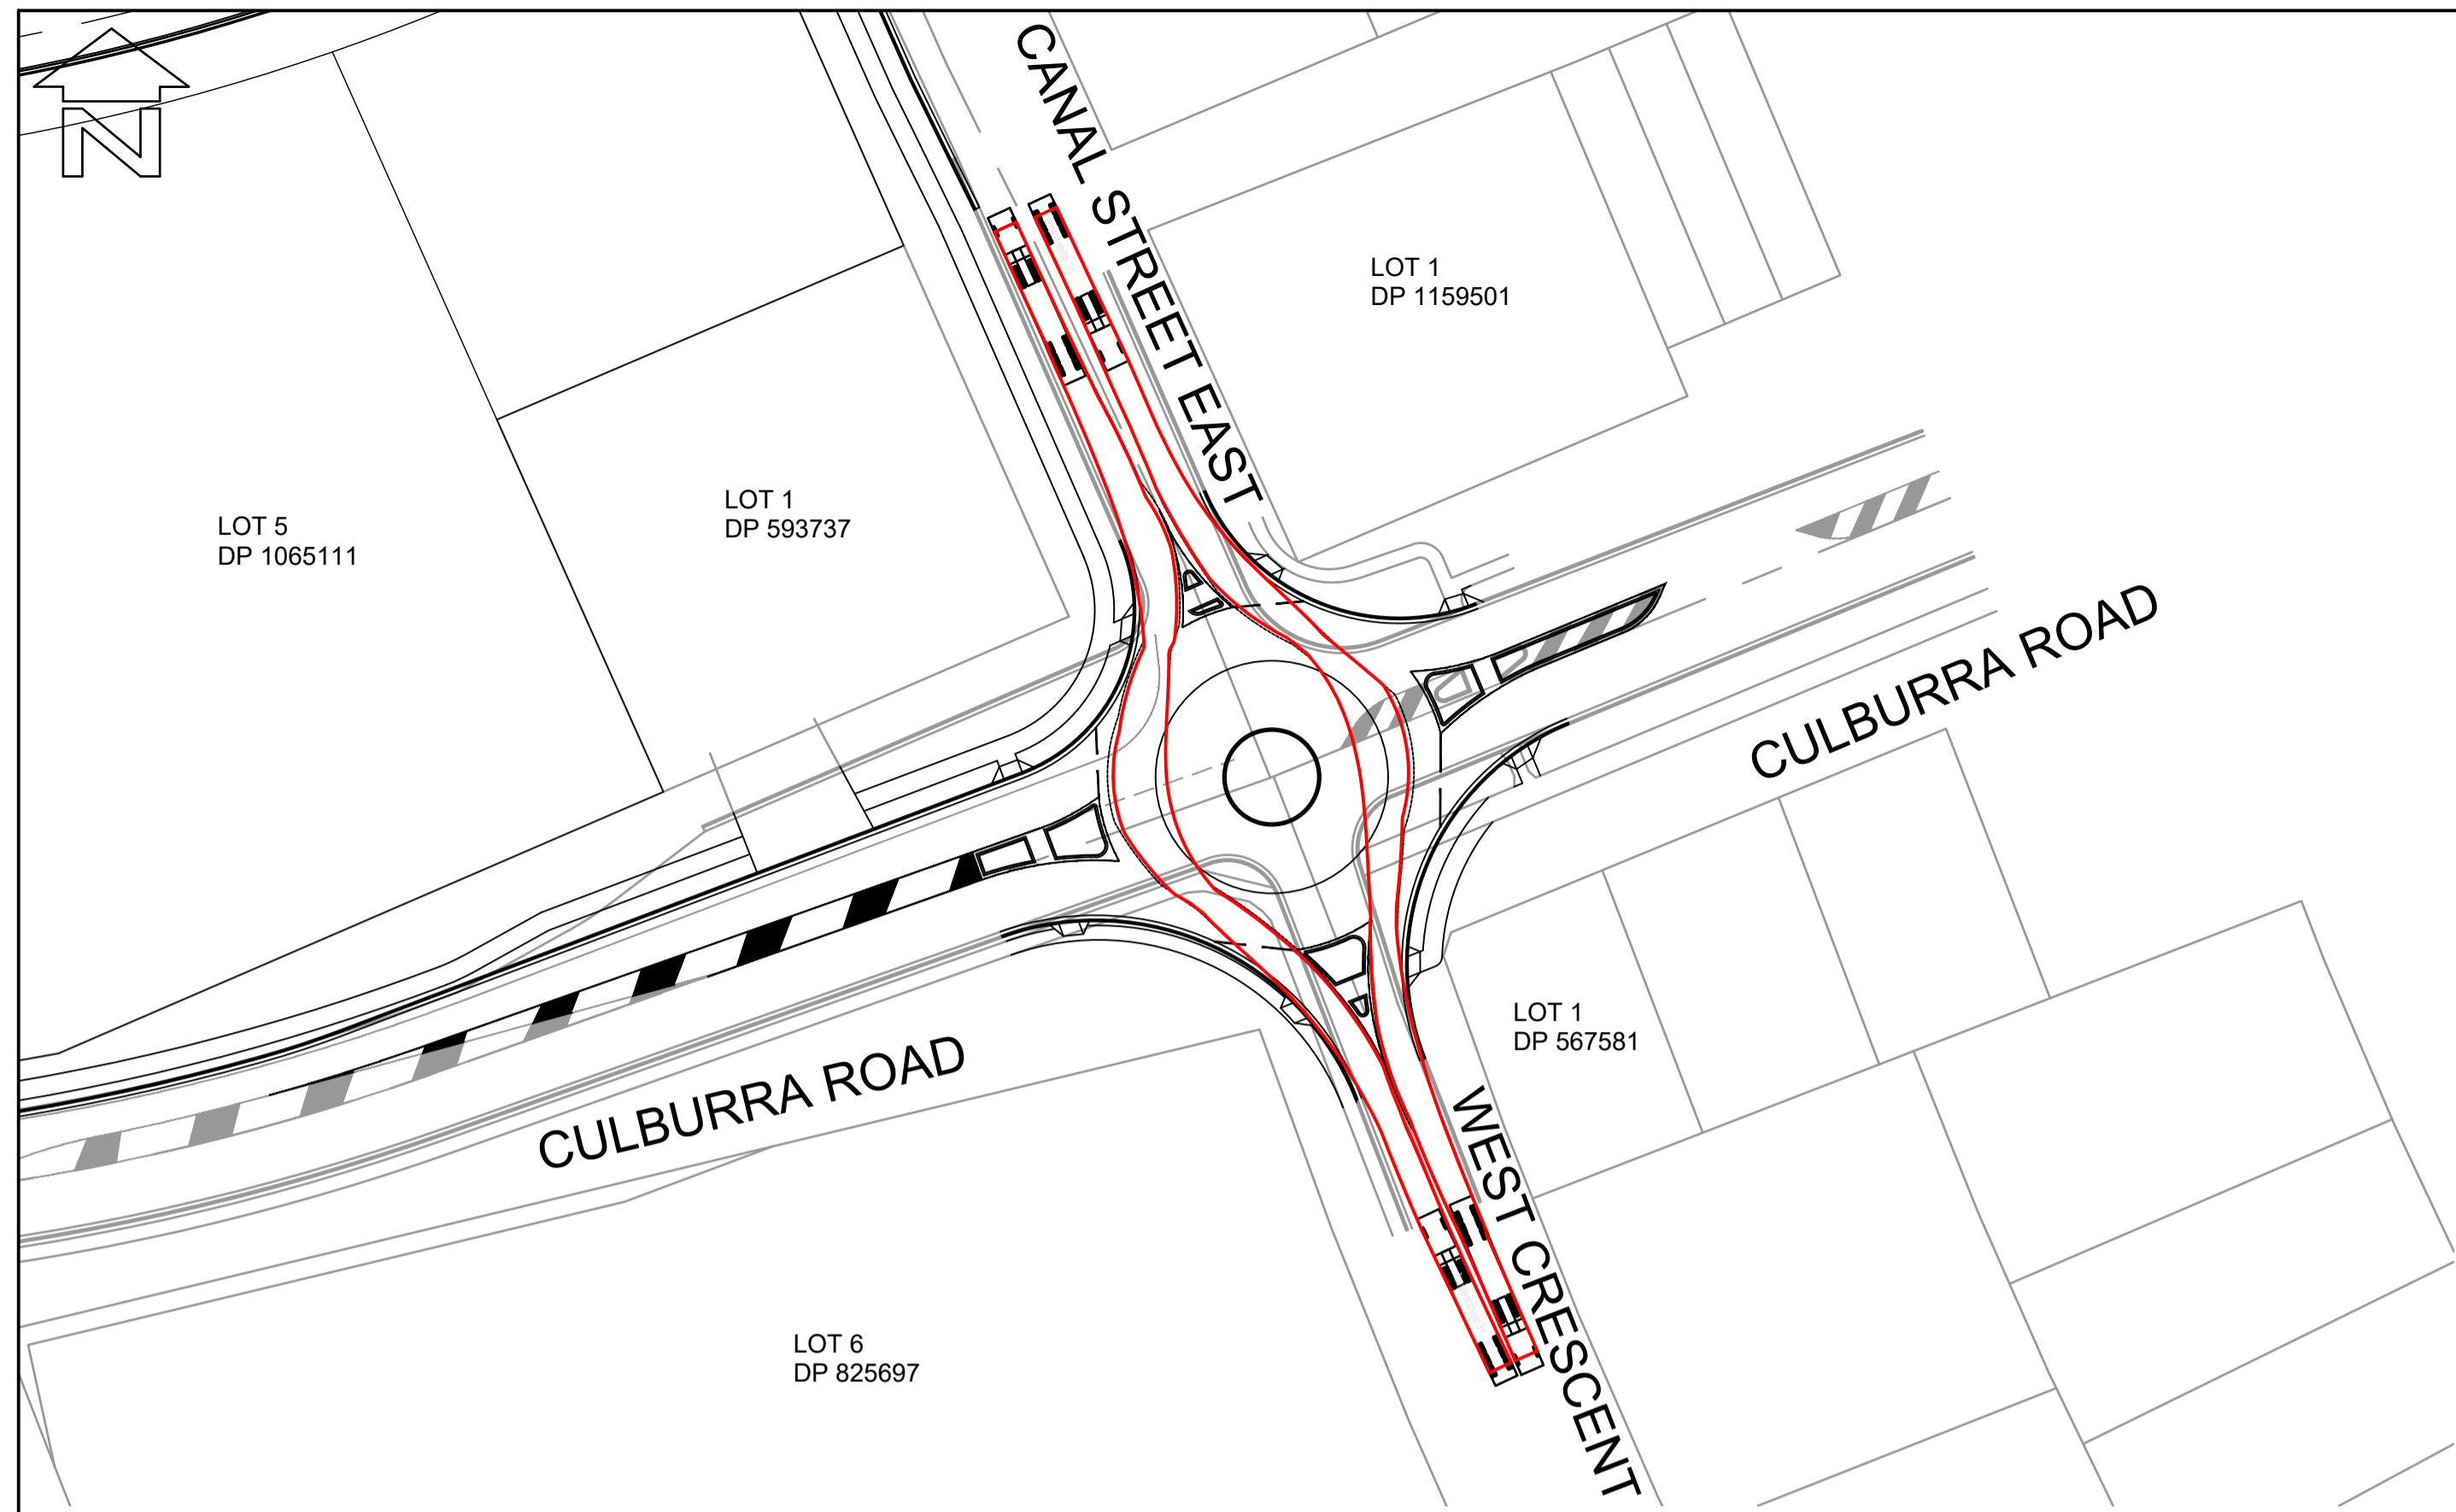 N
CANAL STREET EAST
LOT 1
DP 1159501
LOT 1
DP 593737
LOT 5
DP 1065111
CULBURRA ROAD
LOT 1
DP 567581
CULBURRA ROAD
WEST CRESCENT
LOT 6
DP 825697